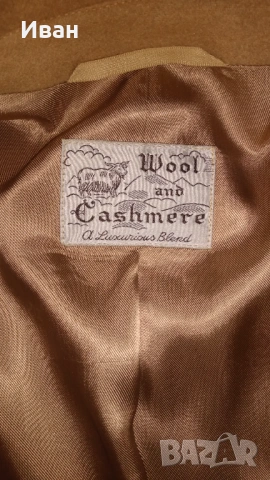 Иван
Wool
and
Cashmere
A Luxurious Blend
BAZAR